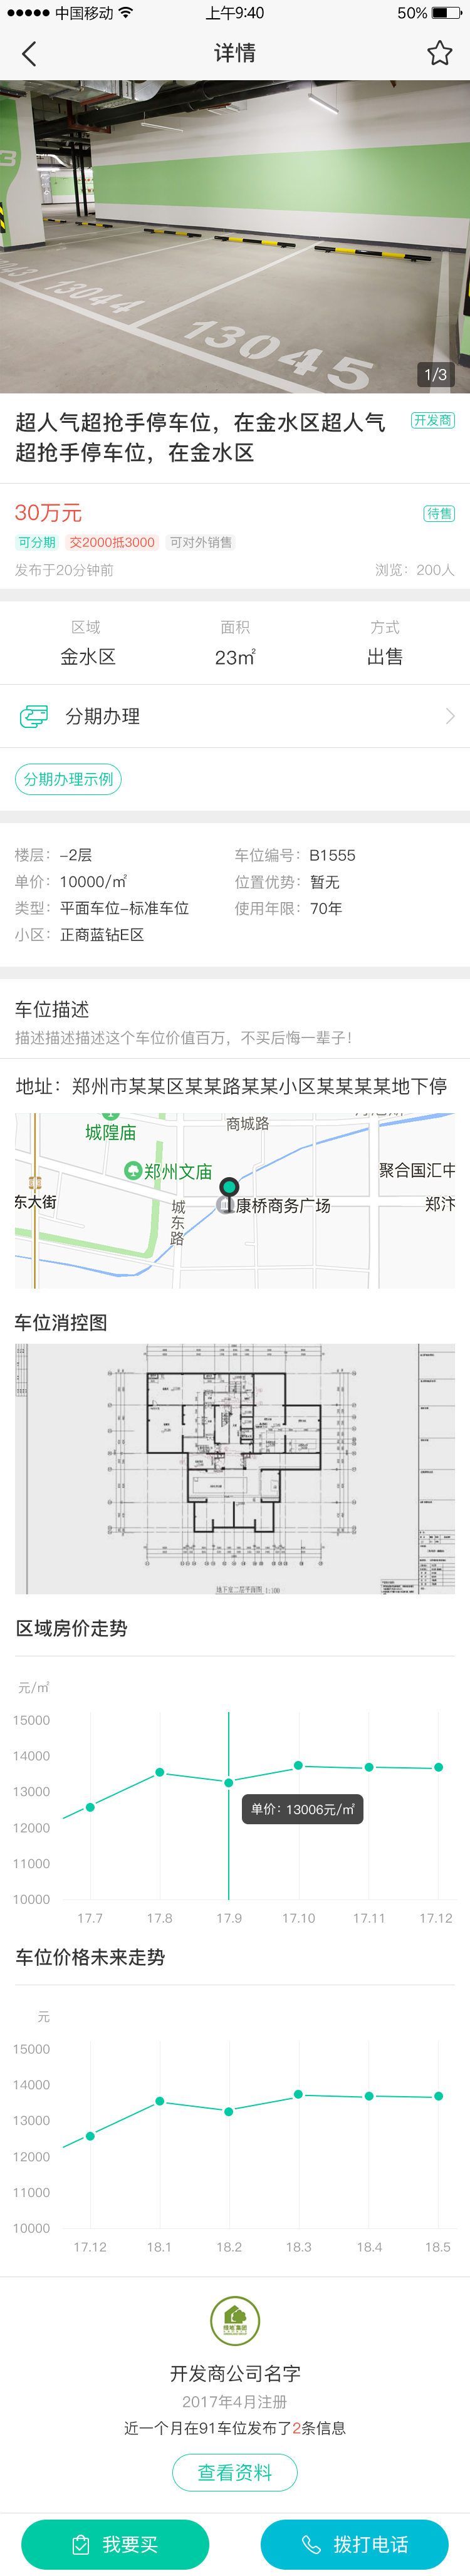 中国移动 上午9:40 50%
详情
3
13043
13044
13045
1/3
超人气超抢手停车位，在金水区超人气 开发商
超抢手停车位，在金水区
30万元 待售
可分期 交2000抵3000 可对外销售
发布于20分钟前 浏览：200人
区域 面积 方式
金水区 23㎡ 出售
分期办理
分期办理示例
楼层：-2层 车位编号：B1555
单价：10000/㎡ 位置优势：暂无
类型：平面车位-标准车位 使用年限：70年
小区：正商蓝钻E区
车位描述
描述描述描述这个车位价值百万，不买后悔一辈子！
地址：郑州市某某区某某路某某小区某某某某地下停
商城路
城隍庙
郑州文庙 聚合国汇中
东大街 城东路 康桥商务广场 郑汴
车位消控图
地下室二层平面图 1:100
区域房价走势
元/㎡
15000
14000
13000
单价：13006元/㎡
12000
11000
10000
17.7 17.8 17.9 17.10 17.11 17.12
车位价格未来走势
元
15000
14000
13000
12000
11000
10000
17.12 18.1 18.2 18.3 18.4 18.5
开发商公司名字
2017年4月注册
近一个月在91车位发布了2条信息
查看资料
我要买 拨打电话